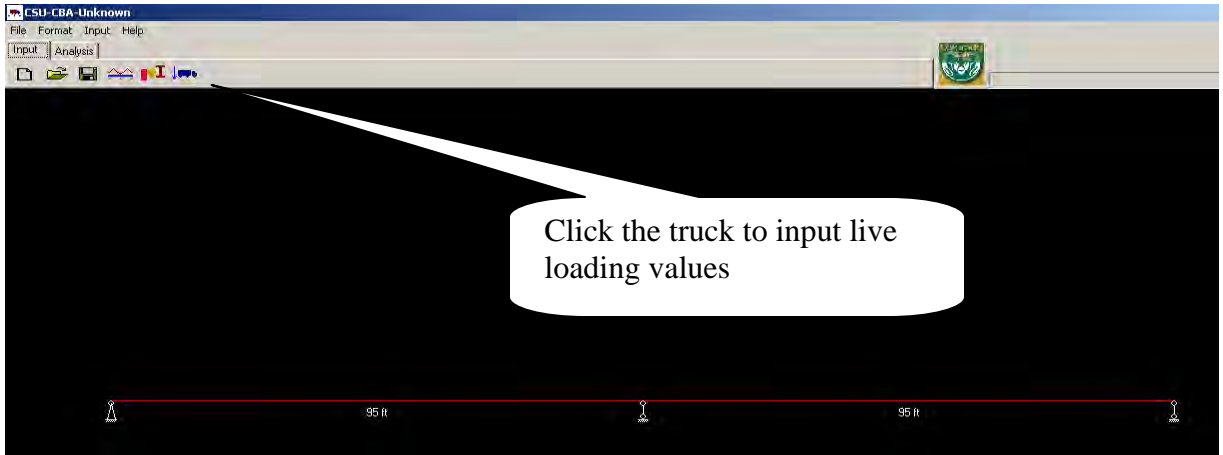 CSU-CBA-Unknown
File Format Input Help
Input Analysis
Click the truck to input live
loading values
95 ft 95 ft